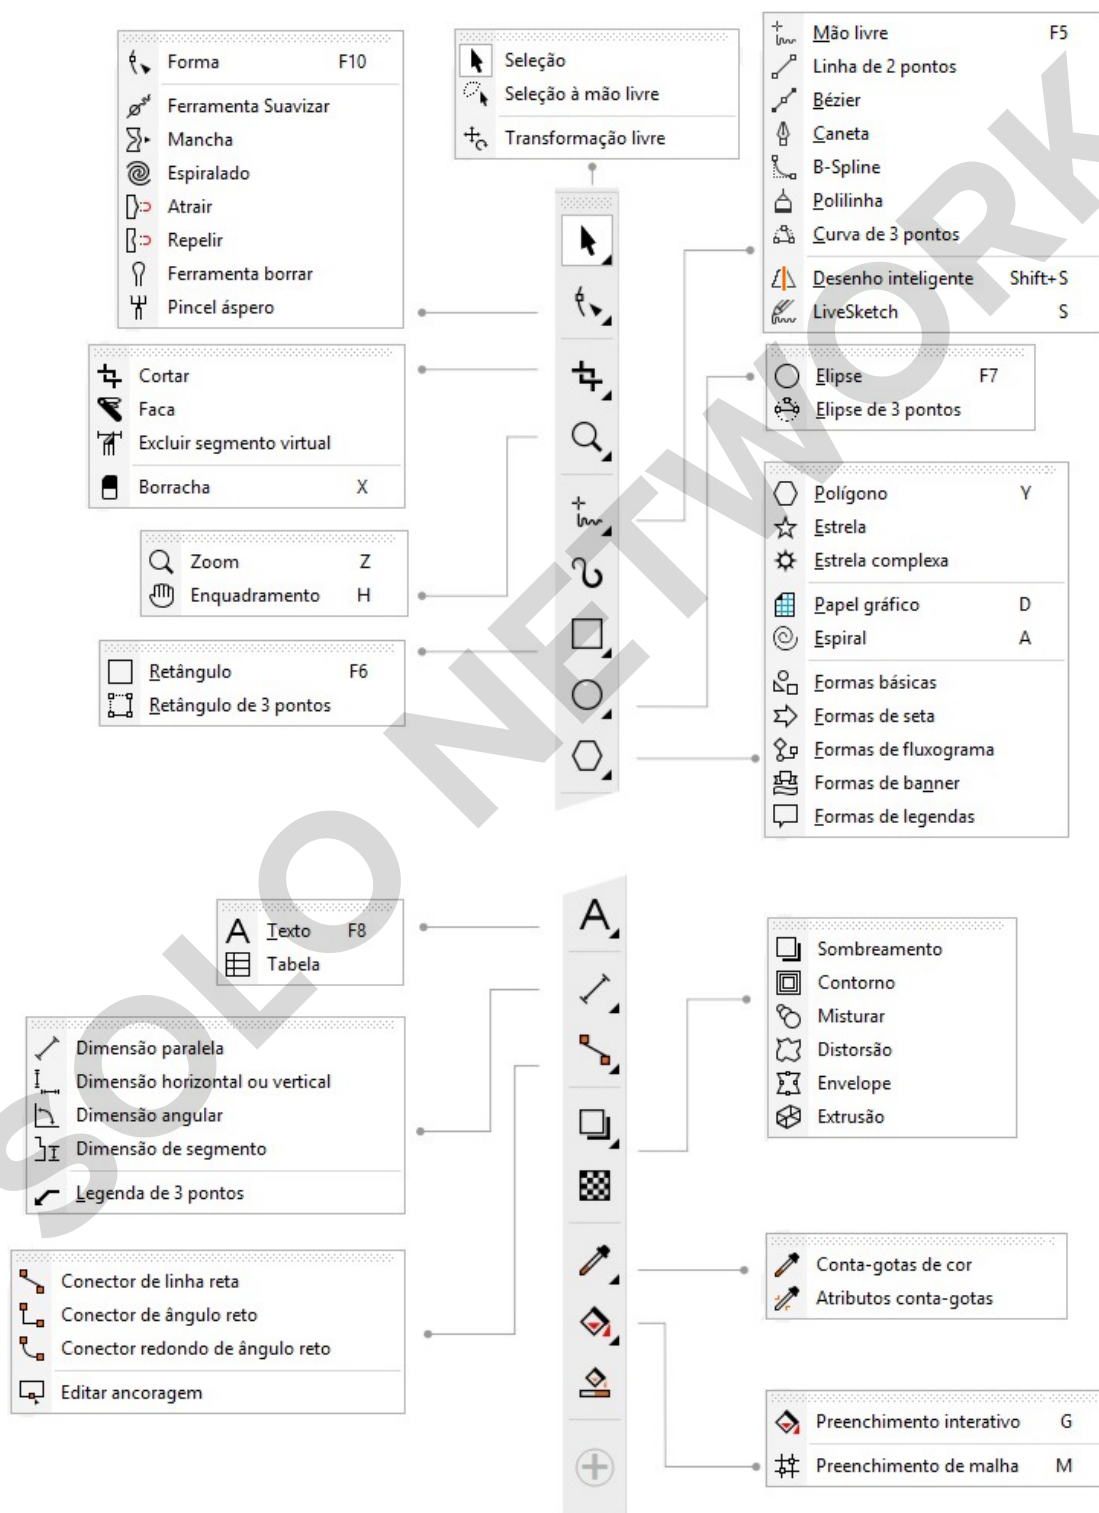 Forma F10
Ferramenta Suavizar
Mancha
Espiralado
Atrair
Repelir
Ferramenta borrar
Pincel áspero
Seleção
Seleção à mão livre
Transformação livre
Mão livre F5
Linha de 2 pontos
Bézier
Caneta
B-Spline
Polilinha
Curva de 3 pontos
Desenho inteligente Shift+S
LiveSketch S
Cortar
Faca
Excluir segmento virtual
Borracha X
Elipse F7
Elipse de 3 pontos
Zoom Z
Enquadramento H
Polígono Y
Estrela
Estrela complexa
Papel gráfico D
Espiral A
Formas básicas
Formas de seta
Formas de fluxograma
Formas de banner
Formas de legendas
Retângulo F6
Retângulo de 3 pontos
Texto F8
Tabela
Sombreamento
Contorno
Misturar
Distorsão
Envelope
Extrusão
Dimensão paralela
Dimensão horizontal ou vertical
Dimensão angular
Dimensão de segmento
Legenda de 3 pontos
Conector de linha reta
Conector de ângulo reto
Conector redondo de ângulo reto
Editar ancoragem
Conta-gotas de cor
Atributos conta-gotas
Preenchimento interativo G
Preenchimento de malha M
SOLO NETWORK